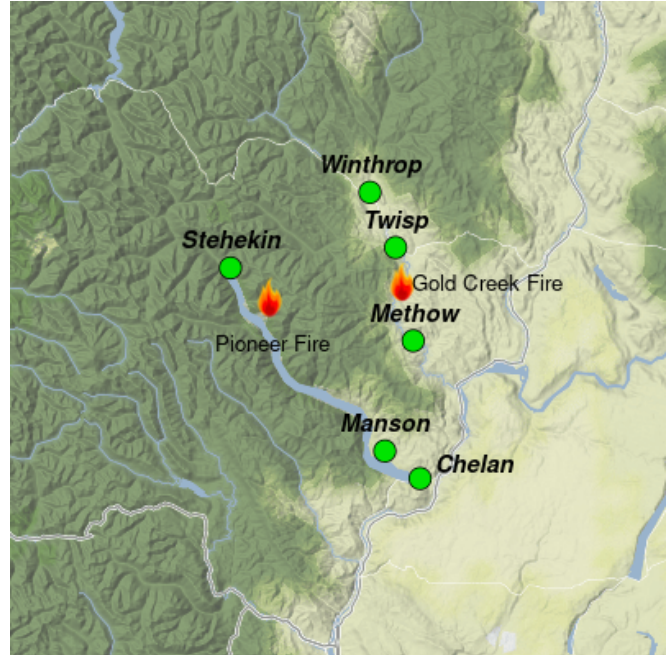 Winthrop
Twisp
Stehekin
Gold Creek Fire
Methow
Pioneer Fire
Manson
Chelan